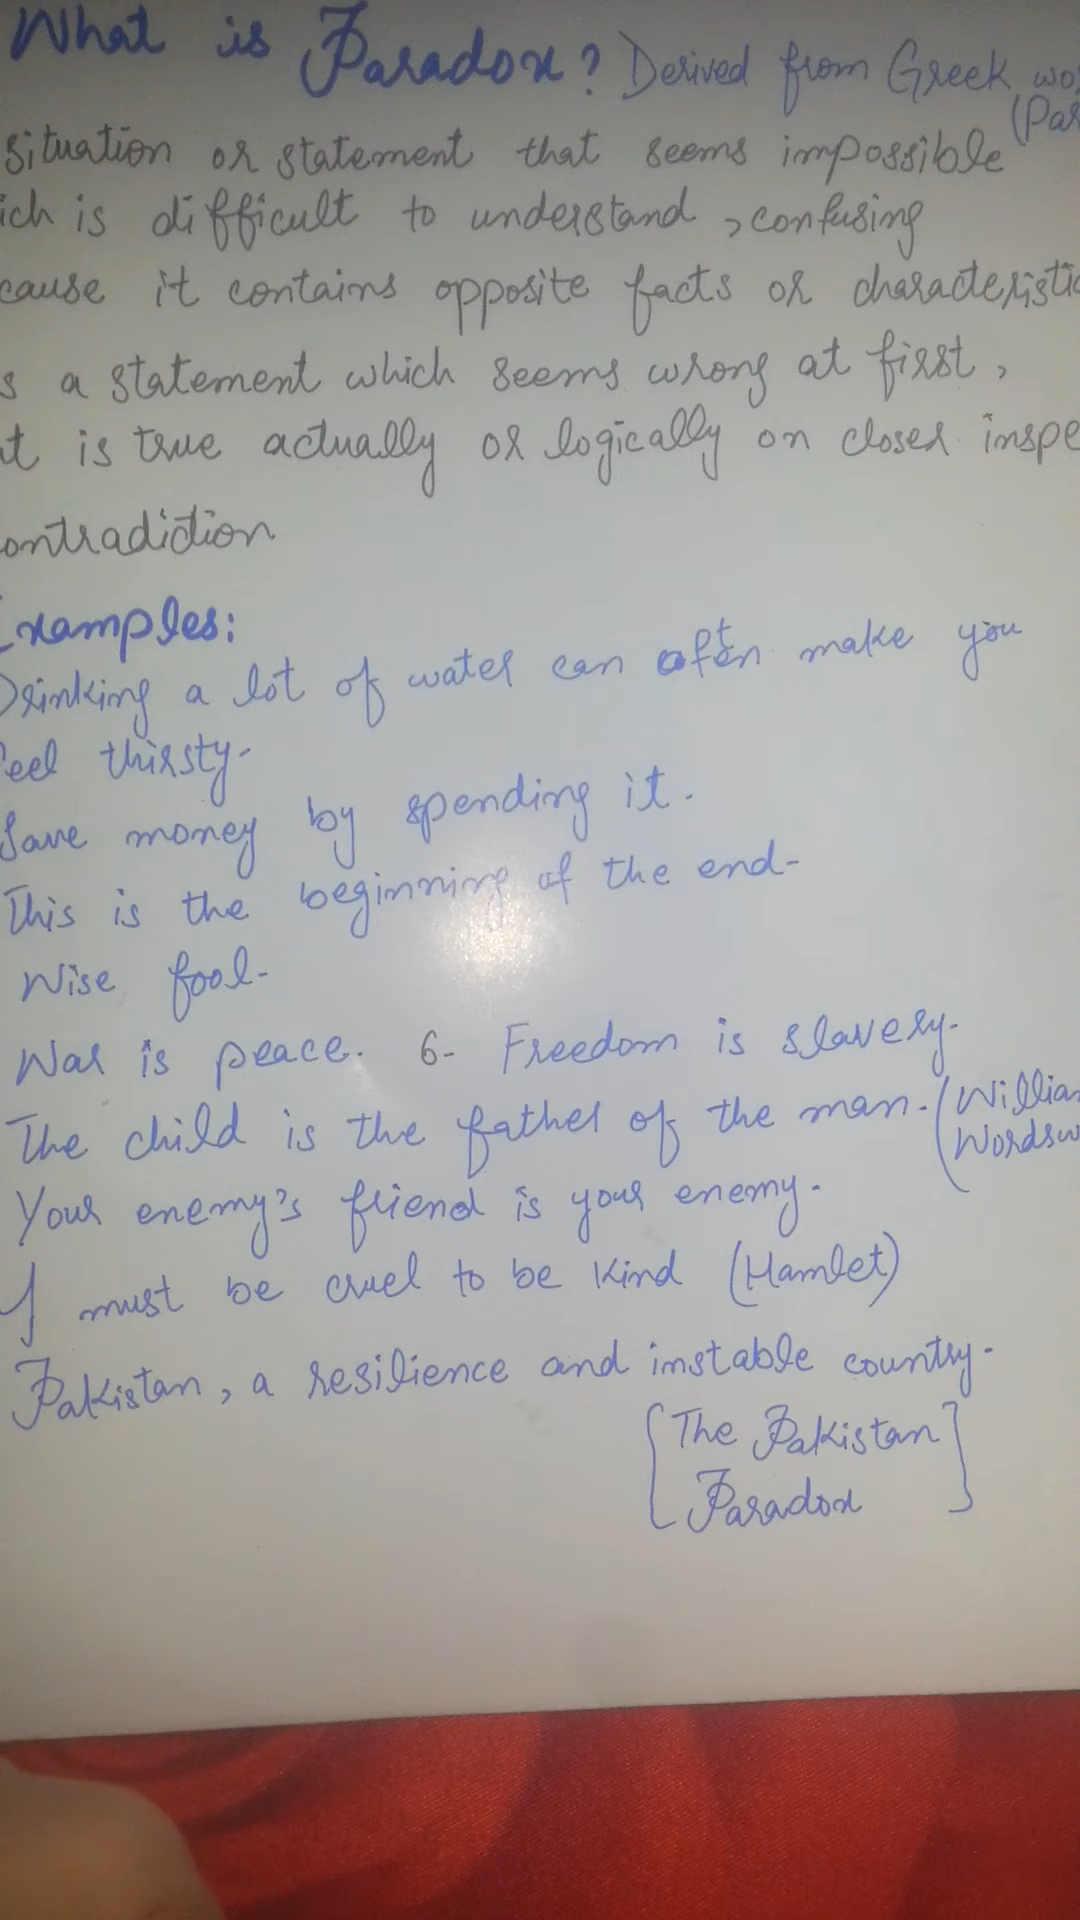 What is Paradox? Derived from Greek wo
(Pa
situation or statement that seems impossible
ich is difficult to understand, confusing
cause it contains opposite facts or characteristic
s a statement which seems wrong at first,
t is true actually or logically on closer inspe
ontradiction
Examples:
Drinking a lot of water can often make you
feel thirsty.
Save money by spending it.
This is the beginning of the end-
Wise fool-
War is peace. 6- Freedom is slavery.
The child is the father of the man. (Willia
Wordsw
Your enemy's friend is your enemy.
I must be cruel to be kind (Hamlet)
Pakistan, a resilience and instable country.
[The Pakistan
Paradox]